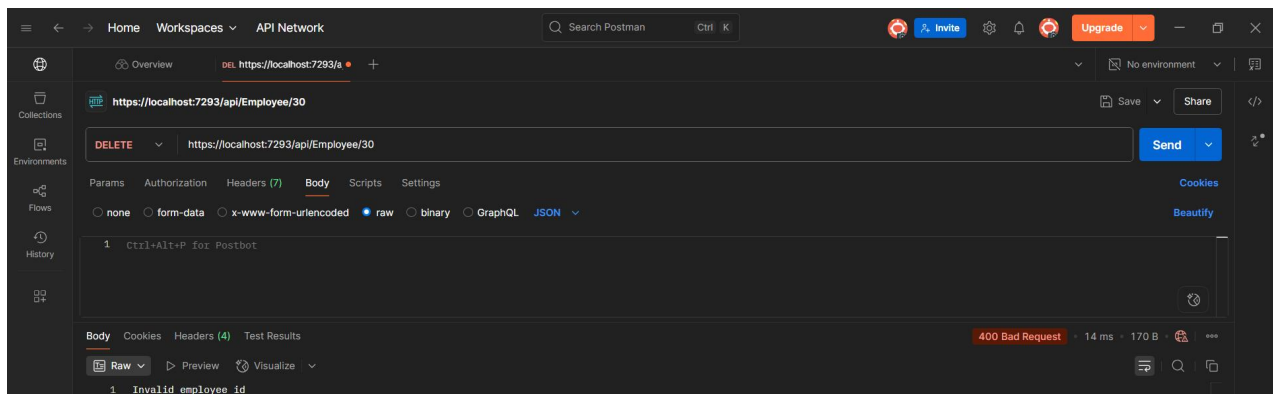 Home Workspaces API Network Search Postman Ctrl K Invite Upgrade
Overview DEL https://localhost:7293/a No environment
HTTP https://localhost:7293/api/Employee/30 Save Share
Collections
DELETE https://localhost:7293/api/Employee/30 Send
Environments
Params Authorization Headers (7) Body Scripts Settings Cookies
Flows
none form-data x-www-form-urlencoded raw binary GraphQL JSON Beautify
1 Ctrl+Alt+P for Postbot
History
Body Cookies Headers (4) Test Results 400 Bad Request 14 ms 170 B
Raw Preview Visualize
1 Invalid employee id